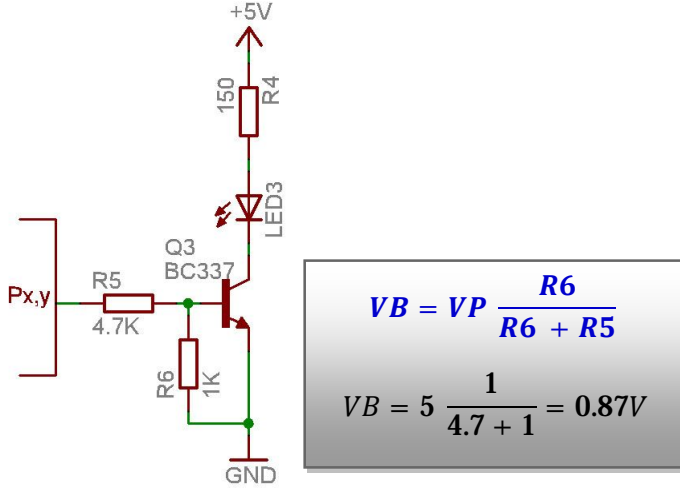 +5V
150
R4
LED3
Q3
BC337
Px,y
R5
4.7K
R6
1K
GND
VB = VP R6 / R6 + R5
VB = 5 1 / 4.7 + 1 = 0.87V